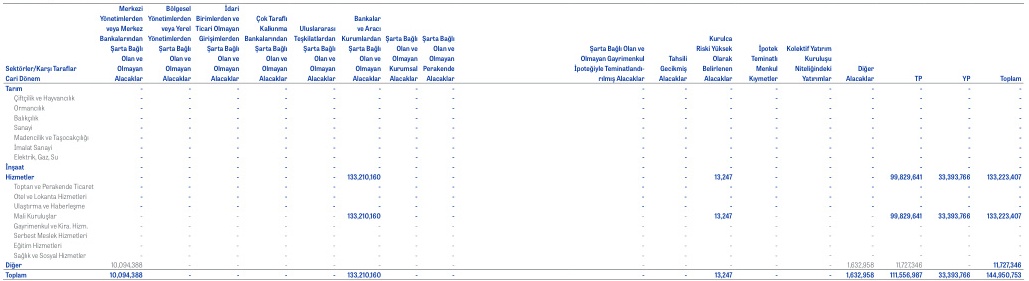 Merkezi Yönetimlerden veya Merkez Bankalarından Şarta Bağlı Olan ve Olmayan Alacaklar
Bölgesel Yönetimlerden veya Yerel Yönetimlerden Şarta Bağlı Olan ve Olmayan Alacaklar
İdari Birimlerden ve Ticari Olmayan Girişimlerden Şarta Bağlı Olan ve Olmayan Alacaklar
Çok Taraflı Kalkınma Bankalarından Şarta Bağlı Olan ve Olmayan Alacaklar
Uluslararası Teşkilatlardan Şarta Bağlı Olan ve Olmayan Alacaklar
Bankalar ve Aracı Kurumlardan Şarta Bağlı Olan ve Olmayan Alacaklar
Şarta Bağlı Olan ve Olmayan Kurumsal Alacaklar
Şarta Bağlı Olan ve Olmayan Perakende Alacaklar
Şarta Bağlı Olan ve Olmayan Gayrimenkul İpoteğiyle Teminatlandı-rılmış Alacaklar
Tahsili Gecikmiş Alacaklar
Kurulca Riski Yüksek Olarak Belirlenen Alacaklar
İpotek Teminatlı Menkul Kıymetler
Kolektif Yatırım Kuruluşu Niteliğindeki Yatırımlar
Diğer Alacaklar
TP
YP
Toplam
Sektörler/Karşı Taraflar
Cari Dönem
Tarım - - - - - - - - - - - - - - - - -
Çiftçilik ve Hayvancılık - - - - - - - - - - - - - - - - -
Ormancılık - - - - - - - - - - - - - - - - -
Balıkçılık - - - - - - - - - - - - - - - - -
Sanayi - - - - - - - - - - - - - - - - -
Madencilik ve Taşocakçılığı - - - - - - - - - - - - - - - - -
İmalat Sanayi - - - - - - - - - - - - - - - - -
Elektrik, Gaz, Su - - - - - - - - - - - - - - - - -
İnşaat - - - - - - - - - - - - - - - - -
Hizmetler - - - - - 133,210,160 - - - - 13,247 - - - 99,829,641 33,393,766 133,223,407
Toptan ve Perakende Ticaret - - - - - - - - - - - - - - - - -
Otel ve Lokanta Hizmetleri - - - - - - - - - - - - - - - - -
Ulaştırma ve Haberleşme - - - - - - - - - - - - - - - - -
Mali Kuruluşlar - - - - - 133,210,160 - - - - 13,247 - - - 99,829,641 33,393,766 133,223,407
Gayrimenkul ve Kira. Hizm. - - - - - - - - - - - - - - - - -
Serbest Meslek Hizmetleri - - - - - - - - - - - - - - - - -
Eğitim Hizmetleri - - - - - - - - - - - - - - - - -
Sağlık ve Sosyal Hizmetler - - - - - - - - - - - - - - - - -
Diğer 10,094,388 - - - - - - - - - - - - 1,632,958 11,727,346 - 11,727,346
Toplam 10,094,388 - - - - 133,210,160 - - - - 13,247 - - 1,632,958 111,556,987 33,393,766 144,950,753